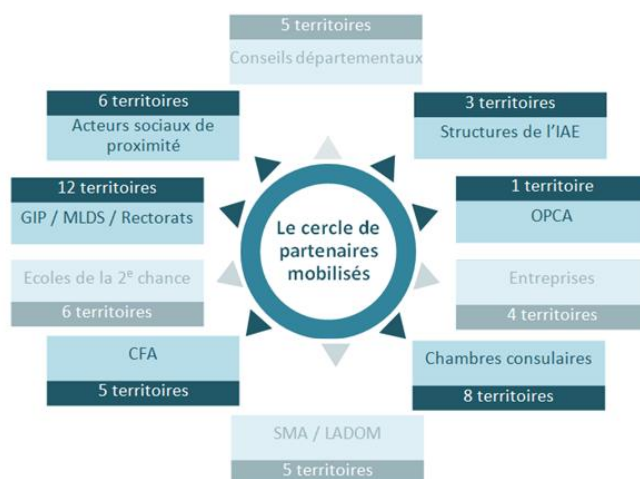 5 territoires
Conseils départementaux
6 territoires
Acteurs sociaux de
proximité
3 territoires
Structures de l’IAE
12 territoires
GIP / MLDS / Rectorats
1 territoire
OPCA
Le cercle de
partenaires
mobilisés
Ecoles de la 2e chance
6 territoires
Entreprises
4 territoires
CFA
5 territoires
Chambres consulaires
8 territoires
SMA / LADOM
5 territoires